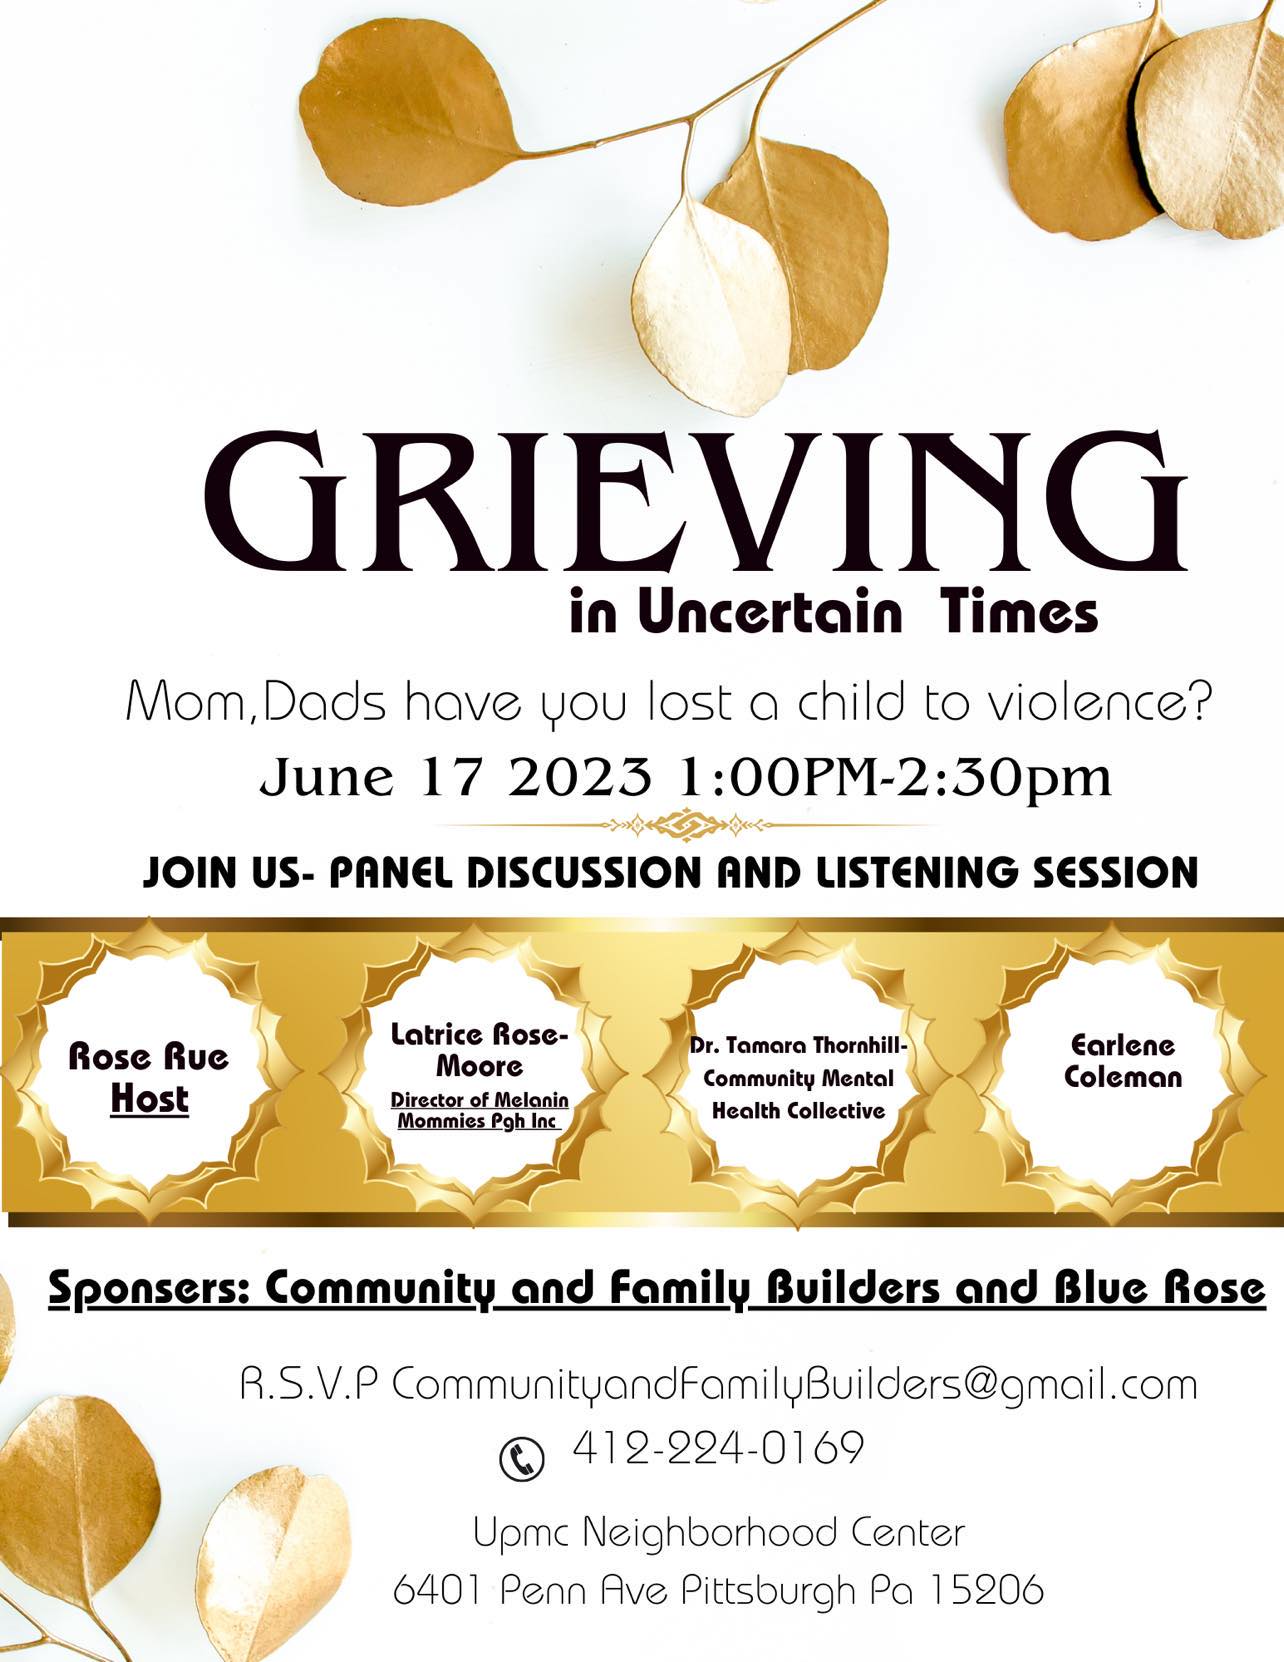 GRIEVING
in Uncertain Times
Mom,Dads have you lost a child to violence?
June 17 2023 1:00PM-2:30pm
JOIN US- PANEL DISCUSSION AND LISTENING SESSION
Rose Rue
Host
Latrice Rose-
Moore
Director of Melanin
Mommies Pgh Inc
Dr. Tamara Thornhill-
Community Mental
Health Collective
Earlene
Coleman
Sponsers: Community and Family Builders and Blue Rose
R.S.V.P CommunityandFamilyBuilders@gmail.com
412-224-0169
Upmc Neighborhood Center
6401 Penn Ave Pittsburgh Pa 15206